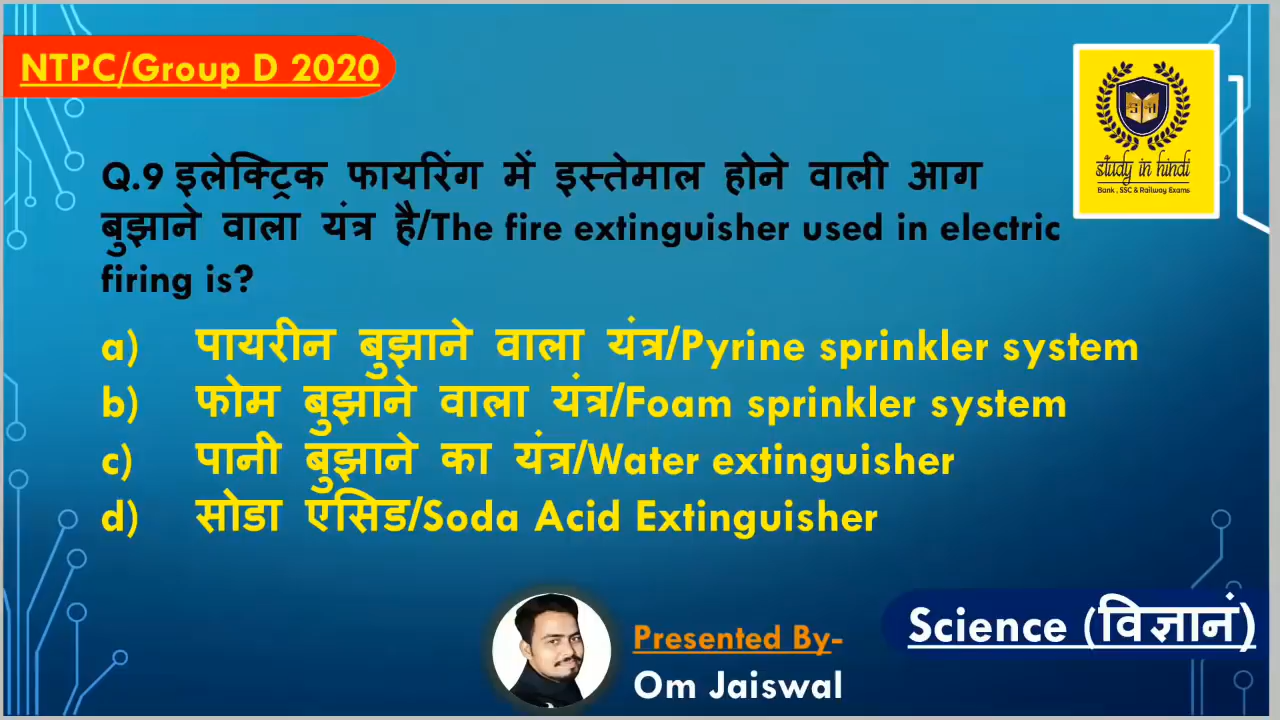 NTPC/Group D 2020
study in hindi
Bank , SSC & Railway Exams
Q.9 इलेक्ट्रिक फायरिंग में इस्तेमाल होने वाली आग
बुझाने वाला यंत्र है/The fire extinguisher used in electric
firing is?
a) पायरीन बुझाने वाला यंत्र/Pyrine sprinkler system
b) फोम बुझाने वाला यंत्र/Foam sprinkler system
c) पानी बुझाने का यंत्र/Water extinguisher
d) सोडा एसिड/Soda Acid Extinguisher
Science (विज्ञानं)
Presented By-
Om Jaiswal